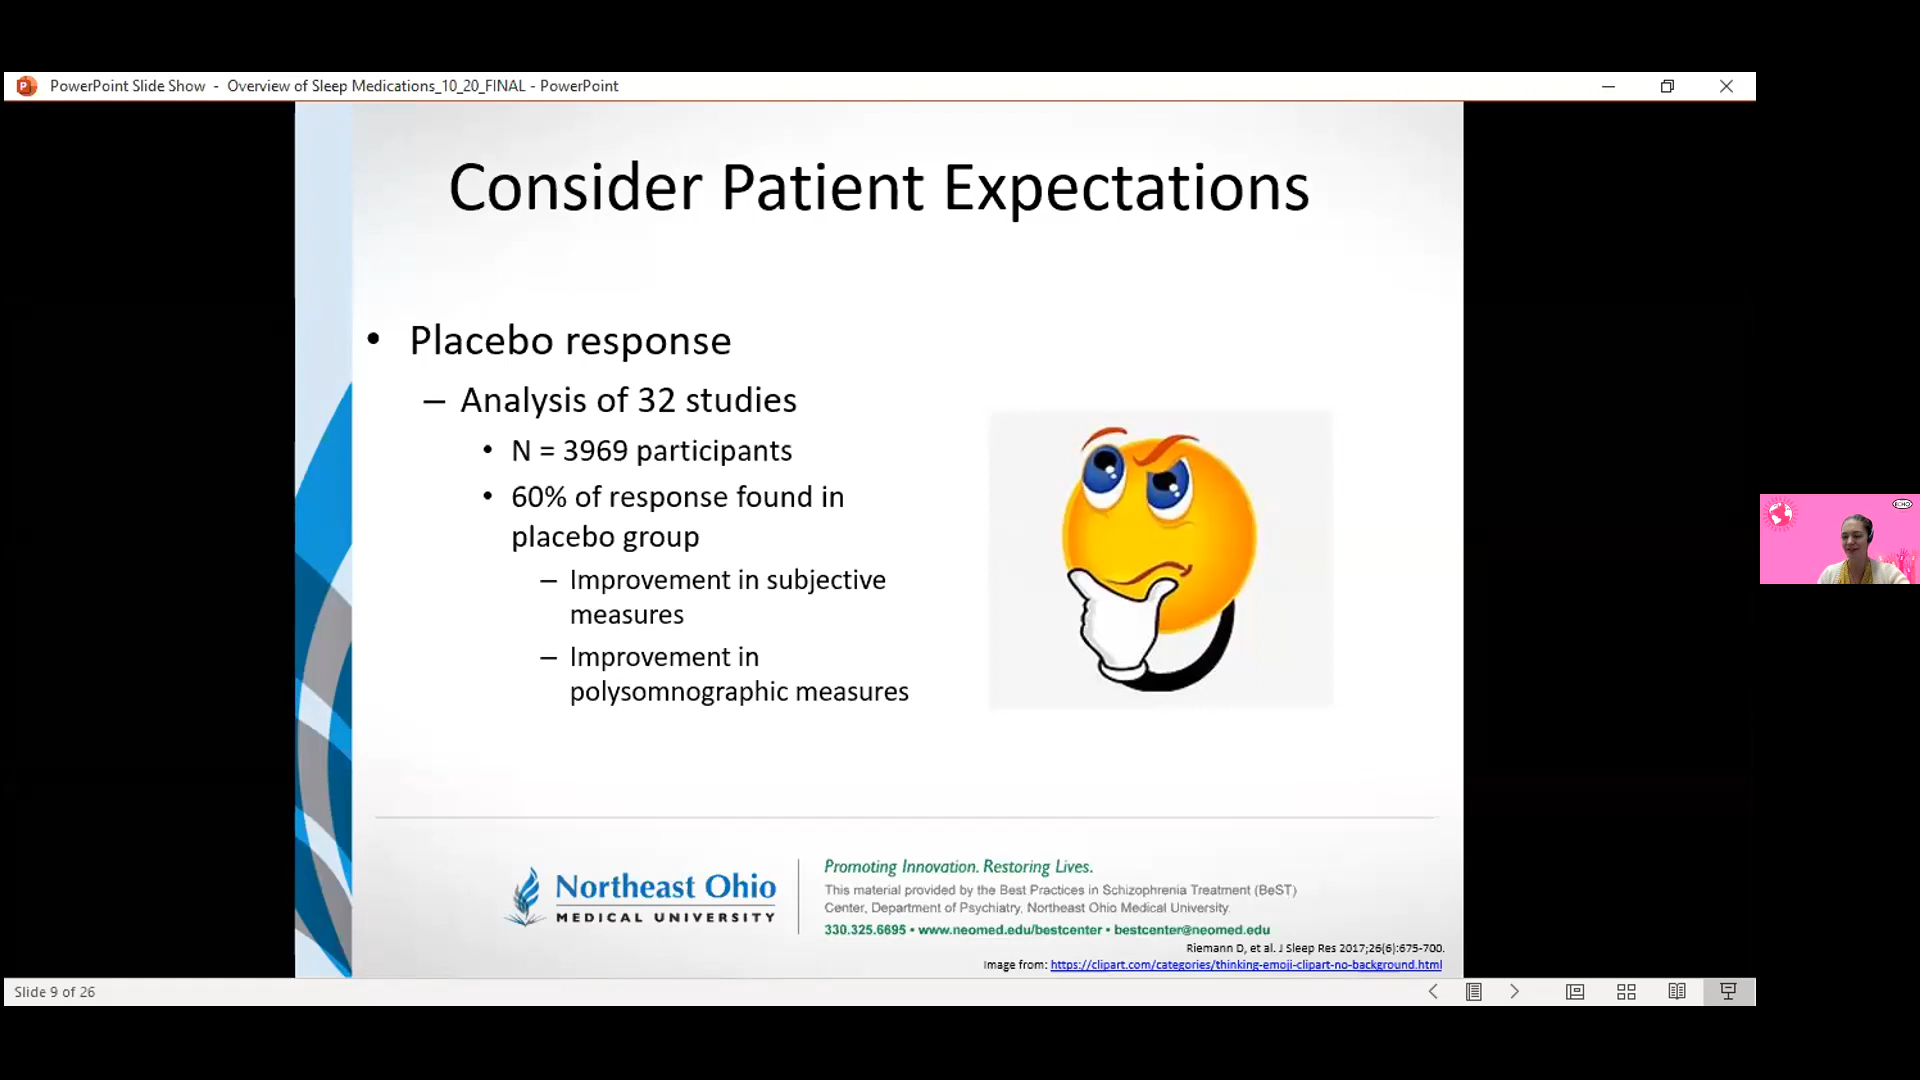 PowerPoint Slide Show - Overview of Sleep Medications_10_20_FINAL - PowerPoint
Consider Patient Expectations
• Placebo response
– Analysis of 32 studies
• N = 3969 participants
• 60% of response found in
placebo group
– Improvement in subjective
measures
– Improvement in
polysomnographic measures
ECHO
Northeast Ohio
MEDICAL UNIVERSITY
Promoting Innovation. Restoring Lives.
This material provided by the Best Practices in Schizophrenia Treatment (BeST)
Center, Department of Psychiatry, Northeast Ohio Medical University.
330.325.6695 • www.neomed.edu/bestcenter • bestcenter@neomed.edu
Riemann D, et al. J Sleep Res 2017;26(6):675-700.
Image from: https://clipart.com/categories/thinking-emoji-clipart-no-background.html
Slide 9 of 26